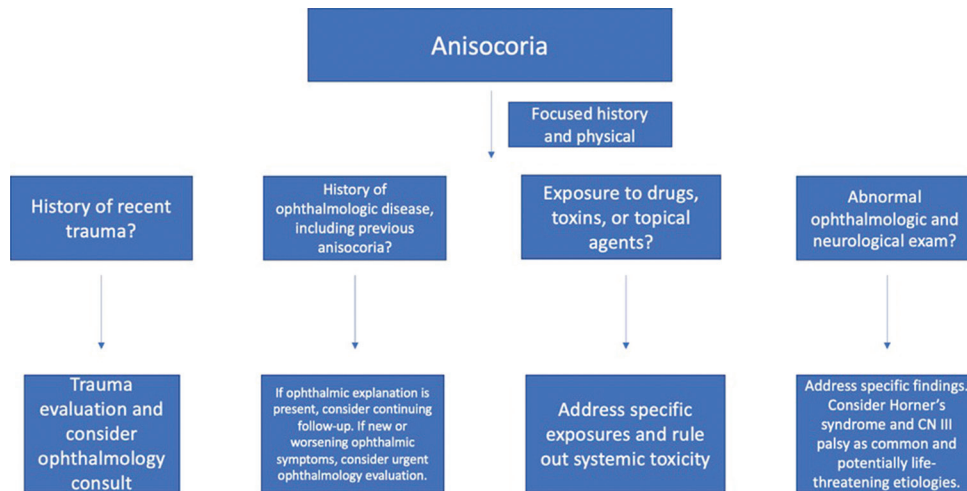 Anisocoria
Focused history
and physical
History of recent
trauma?
History of
ophthalmologic disease,
including previous
anisocoria?
Exposure to drugs,
toxins, or topical
agents?
Abnormal
ophthalmologic and
neurological exam?
Trauma
evaluation and
consider
ophthalmology
consult
If ophthalmic explanation is
present, consider continuing
follow-up. If new or
worsening ophthalmic
symptoms, consider urgent
ophthalmology evaluation.
Address specific
exposures and rule
out systemic toxicity
Address specific findings.
Consider Horner's
syndrome and CN III
palsy as common and
potentially life-
threatening etiologies.